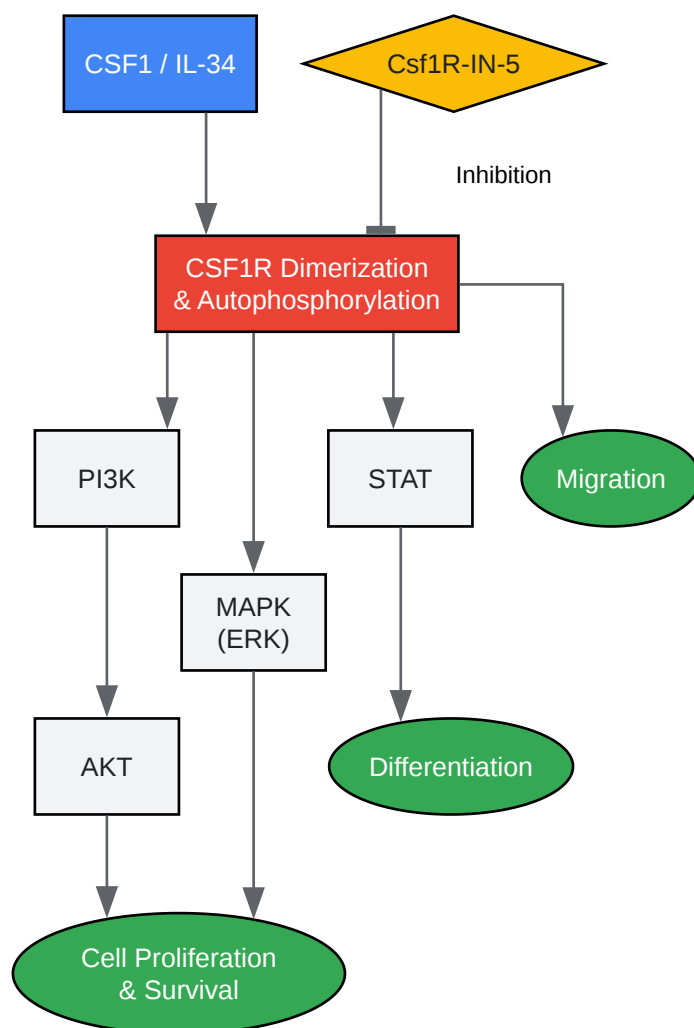 CSF1 / IL-34
Csf1R-IN-5
Inhibition
CSF1R Dimerization
& Autophosphorylation
PI3K
STAT
Migration
MAPK
(ERK)
AKT
Differentiation
Cell Proliferation
& Survival